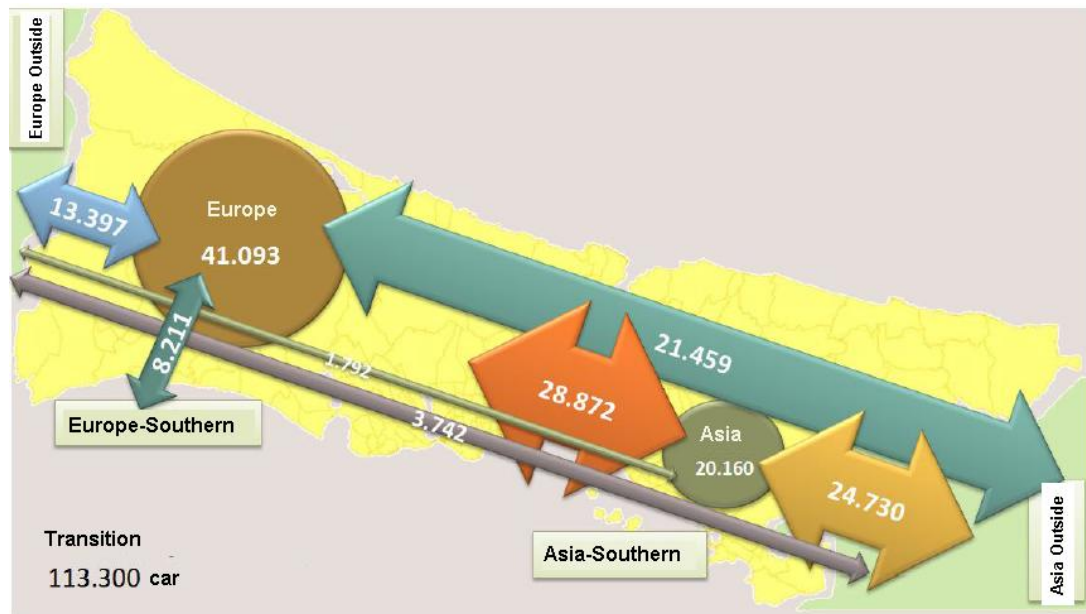 Europe Outside
Europe
13.397
41.093
8.211
21.459
1.792
28.872
3.742
Europe-Southern
Asia
20.160
24.730
Transition
113.300 car
Asia-Southern
Asia Outside